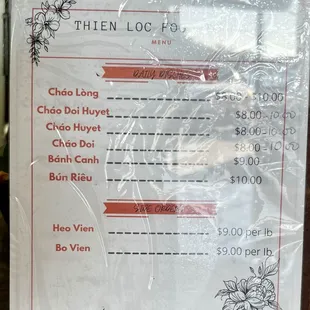 THIEN LOC
MENU
Cháo Lòng $8.00 - $10.00
Cháo Doi Huyet $8.00 - 10.00
Cháo Huyet $8.00 - 10.00
Cháo Doi $8.00 - 10.00
Bánh Canh $9.00
Bún Riêu $10.00
Heo Vien $9.00 per lb
Bo Vien $9.00 per lb